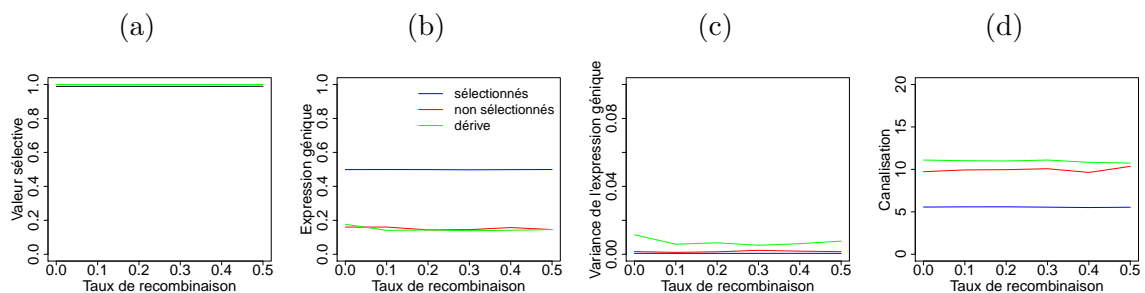 (a)
Valeur sélective
0.0 0.2 0.4 0.6 0.8 1.0
0.0 0.1 0.2 0.3 0.4 0.5
Taux de recombinaison
(b)
Expression génique
0.0 0.2 0.4 0.6 0.8 1.0
sélectionnés
non sélectionnés
dérive
0.0 0.1 0.2 0.3 0.4 0.5
Taux de recombinaison
(c)
Variance de l'expression génique
0.00 0.04 0.08
0.0 0.1 0.2 0.3 0.4 0.5
Taux de recombinaison
(d)
Canalisation
0 5 10 15 20
0.0 0.1 0.2 0.3 0.4 0.5
Taux de recombinaison